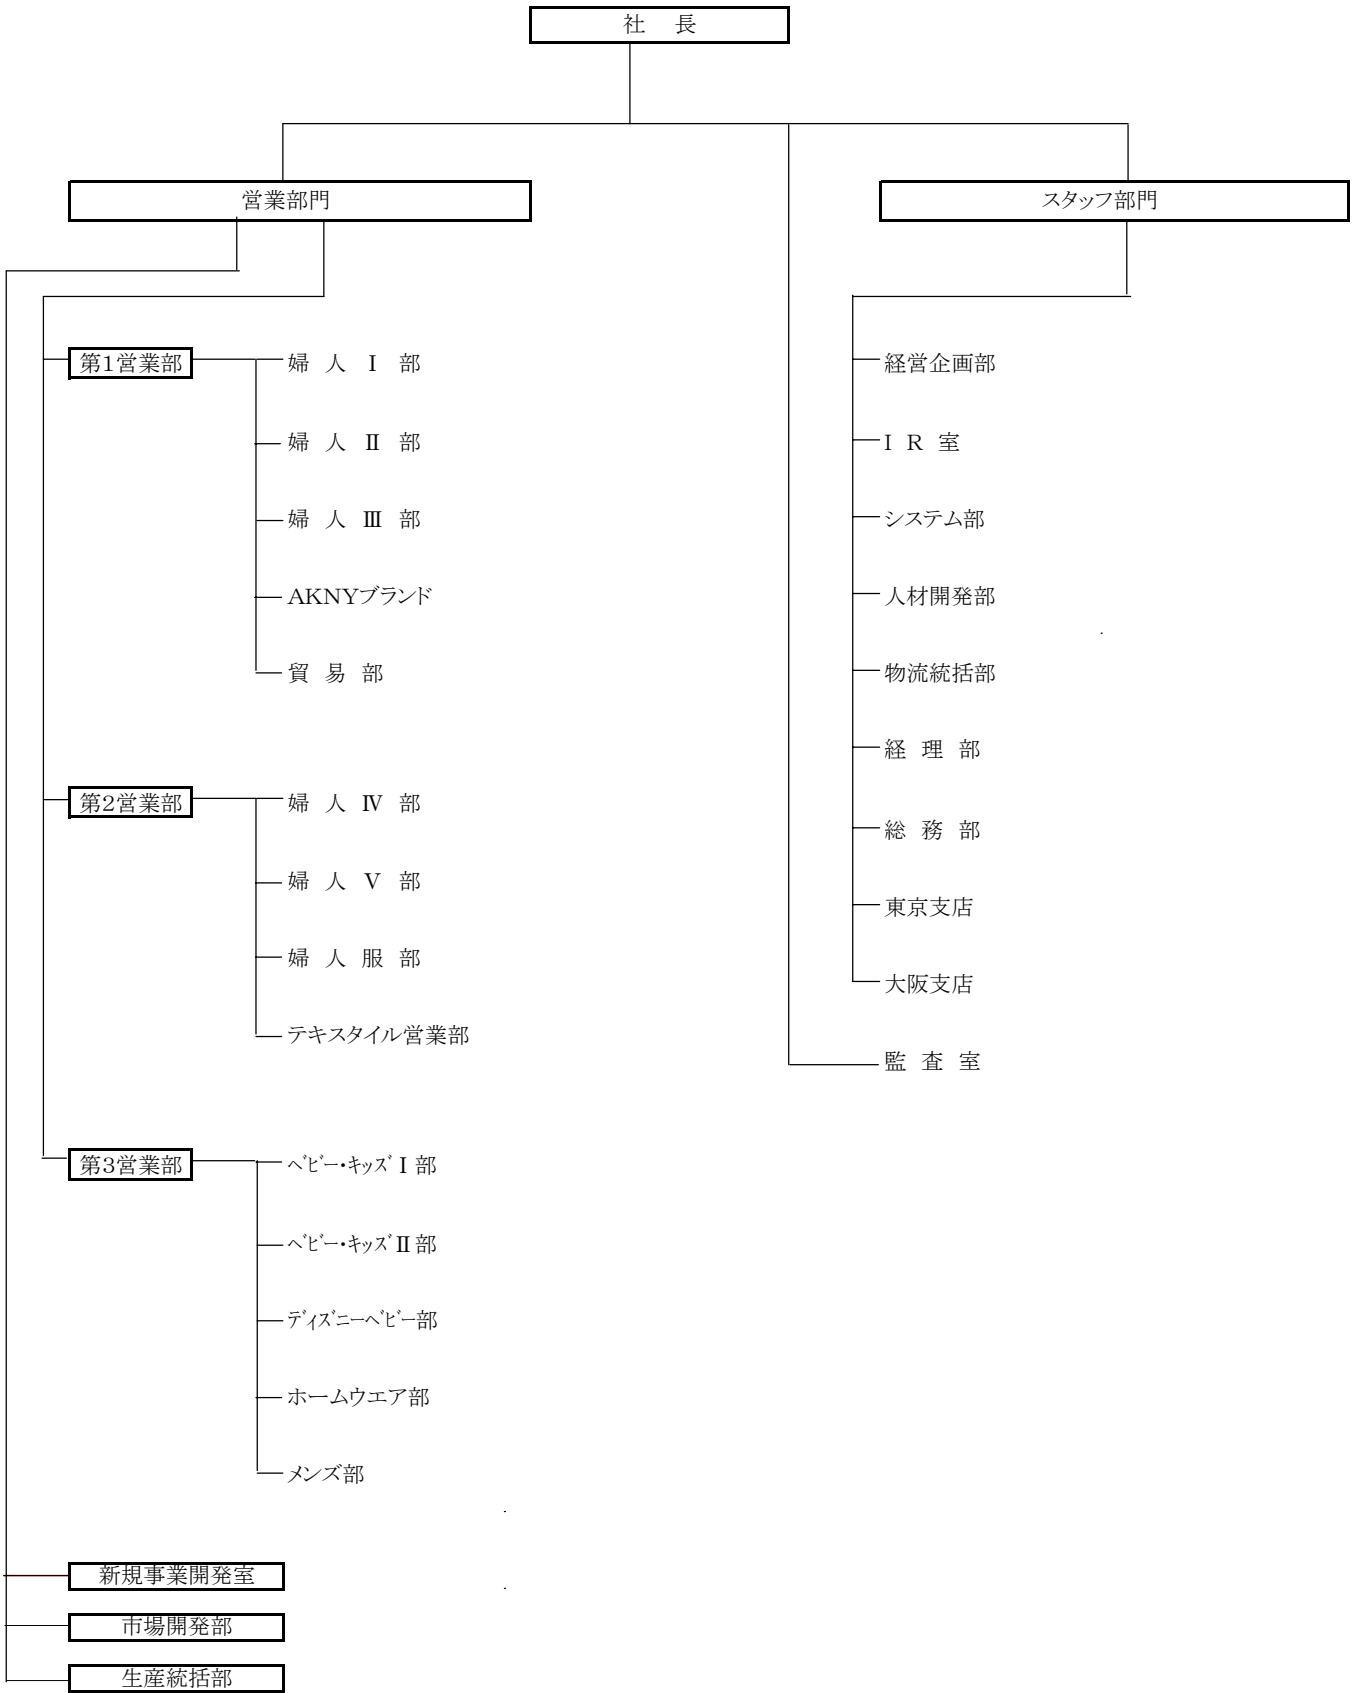 社 長
営業部門
スタッフ部門
第1営業部
婦 人 Ⅰ 部
婦 人 Ⅱ 部
婦 人 Ⅲ 部
AKNYブランド
貿 易 部
第2営業部
婦 人 Ⅳ 部
婦 人 Ⅴ 部
婦 人 服 部
テキスタイル営業部
第3営業部
ベビー・キッズⅠ部
ベビー・キッズⅡ部
ディズニーベビー部
ホームウエア部
メンズ部
新規事業開発室
市場開発部
生産統括部
経営企画部
I R 室
システム部
人材開発部
物流統括部
経 理 部
総 務 部
東京支店
大阪支店
監 査 室